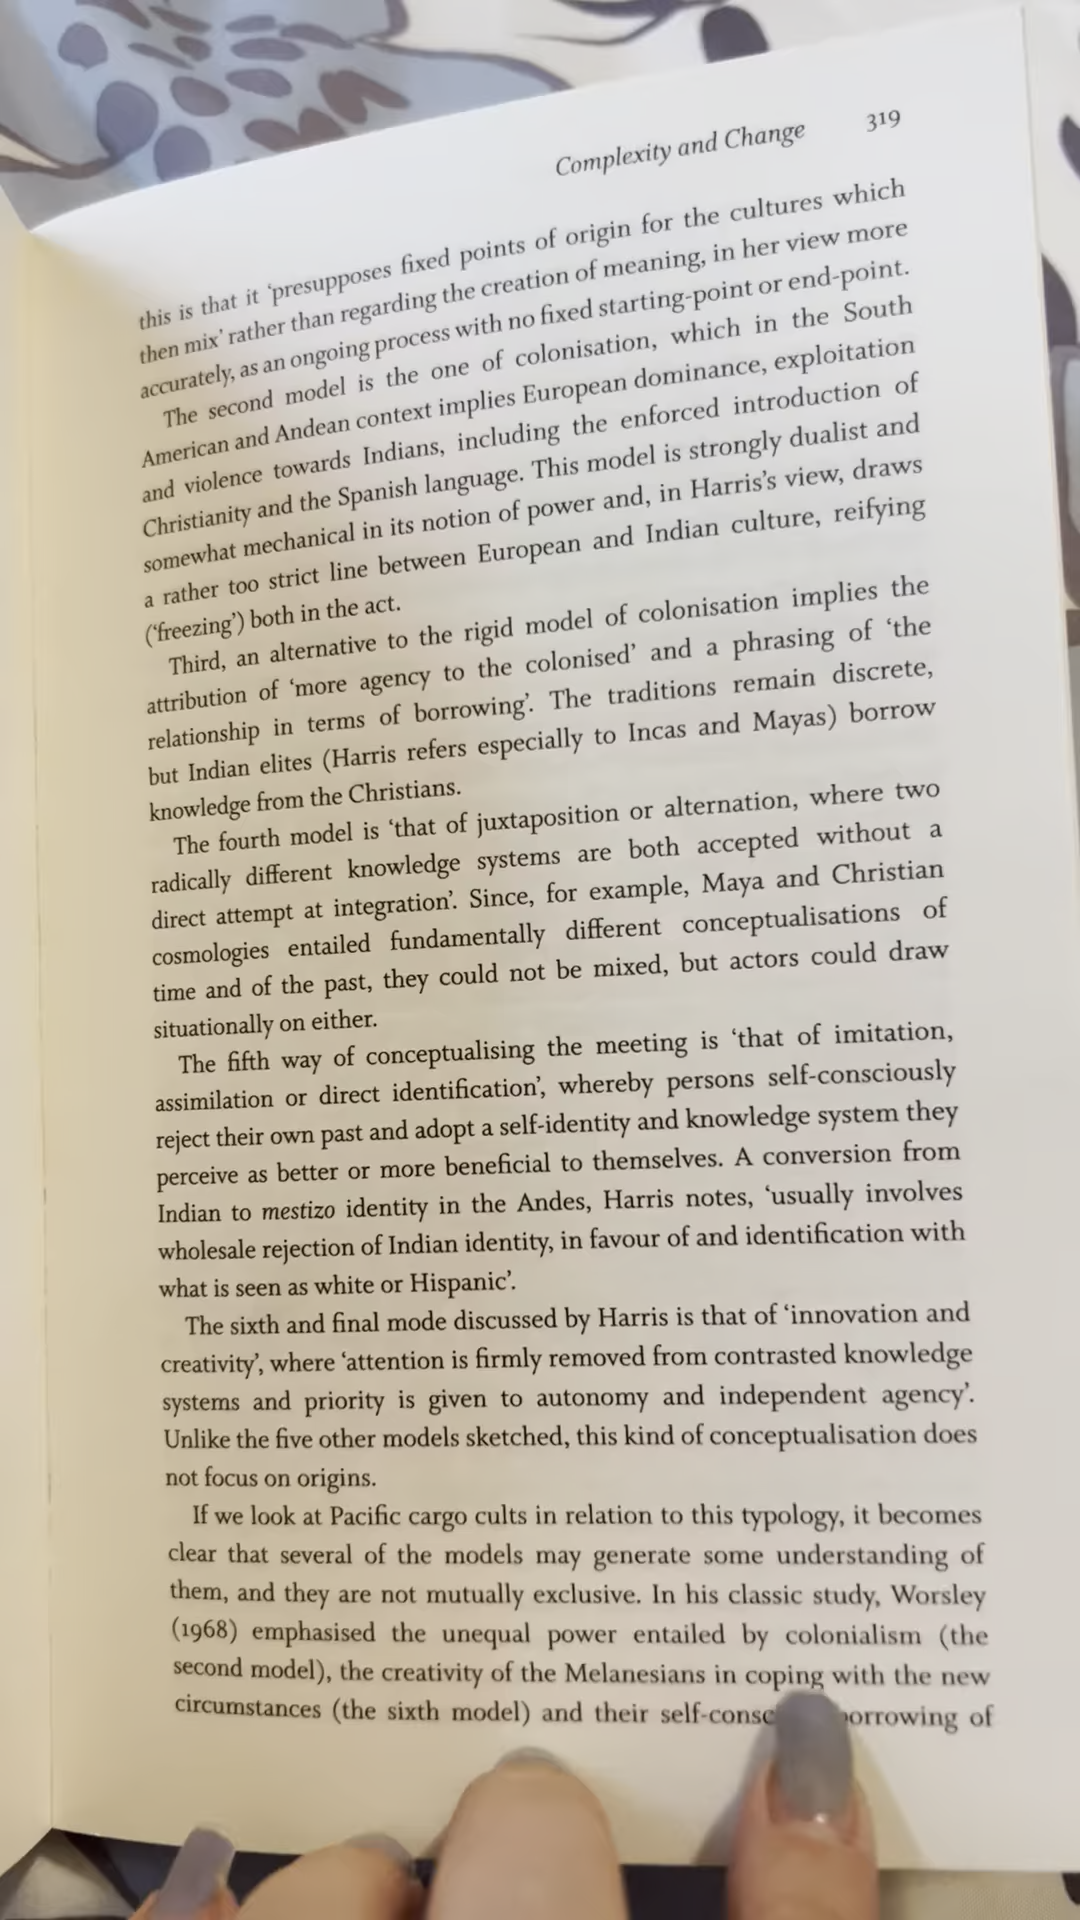 Complexity and Change 319
this is that it ‘presupposes fixed points of origin for the cultures which
then mix’ rather than regarding the creation of meaning, in her view more
accurately, as an ongoing process with no fixed starting-point or end-point.
The second model is the one of colonisation, which in the South
American and Andean context implies European dominance, exploitation
and violence towards Indians, including the enforced introduction of
Christianity and the Spanish language. This model is strongly dualist and
somewhat mechanical in its notion of power and, in Harris’s view, draws
a rather too strict line between European and Indian culture, reifying
(‘freezing’) both in the act.
Third, an alternative to the rigid model of colonisation implies the
attribution of ‘more agency to the colonised’ and a phrasing of ‘the
relationship in terms of borrowing’. The traditions remain discrete,
but Indian elites (Harris refers especially to Incas and Mayas) borrow
knowledge from the Christians.
The fourth model is ‘that of juxtaposition or alternation, where two
radically different knowledge systems are both accepted without a
direct attempt at integration’. Since, for example, Maya and Christian
cosmologies entailed fundamentally different conceptualisations of
time and of the past, they could not be mixed, but actors could draw
situationally on either.
The fifth way of conceptualising the meeting is ‘that of imitation,
assimilation or direct identification’, whereby persons self-consciously
reject their own past and adopt a self-identity and knowledge system they
perceive as better or more beneficial to themselves. A conversion from
Indian to mestizo identity in the Andes, Harris notes, ‘usually involves
wholesale rejection of Indian identity, in favour of and identification with
what is seen as white or Hispanic’.
The sixth and final mode discussed by Harris is that of ‘innovation and
creativity’, where ‘attention is firmly removed from contrasted knowledge
systems and priority is given to autonomy and independent agency’.
Unlike the five other models sketched, this kind of conceptualisation does
not focus on origins.
If we look at Pacific cargo cults in relation to this typology, it becomes
clear that several of the models may generate some understanding of
them, and they are not mutually exclusive. In his classic study, Worsley
(1968) emphasised the unequal power entailed by colonialism (the
second model), the creativity of the Melanesians in coping with the new
circumstances (the sixth model) and their of